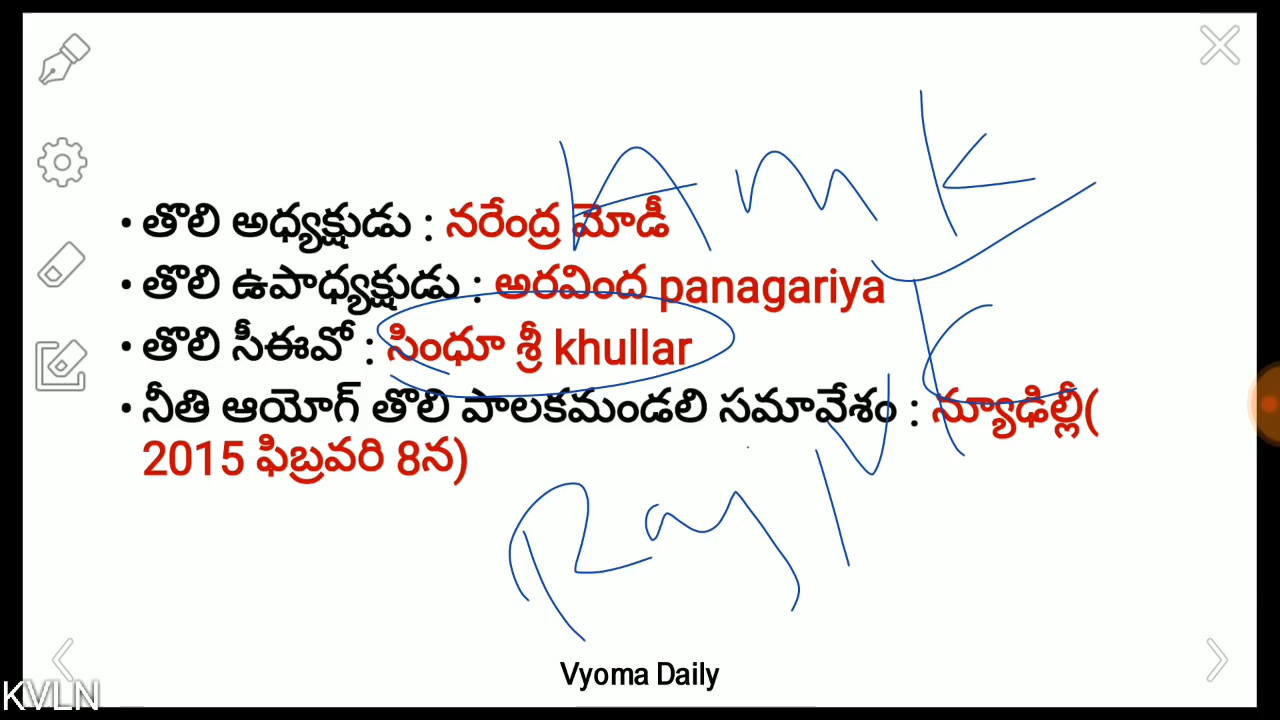 • తొలి అధ్యక్షుడు : నరేంద్ర మోడీ
• తొలి ఉపాధ్యక్షుడు : అరవింద panagariya
• తొలి సీఈవో : సింధూ శ్రీ khullar
• నీతి ఆయోగ్ తొలి పాలకమండలి సమావేశం : న్యూఢిల్లీ(
2015 ఫిబ్రవరి 8న)
Vyoma Daily
KVLN